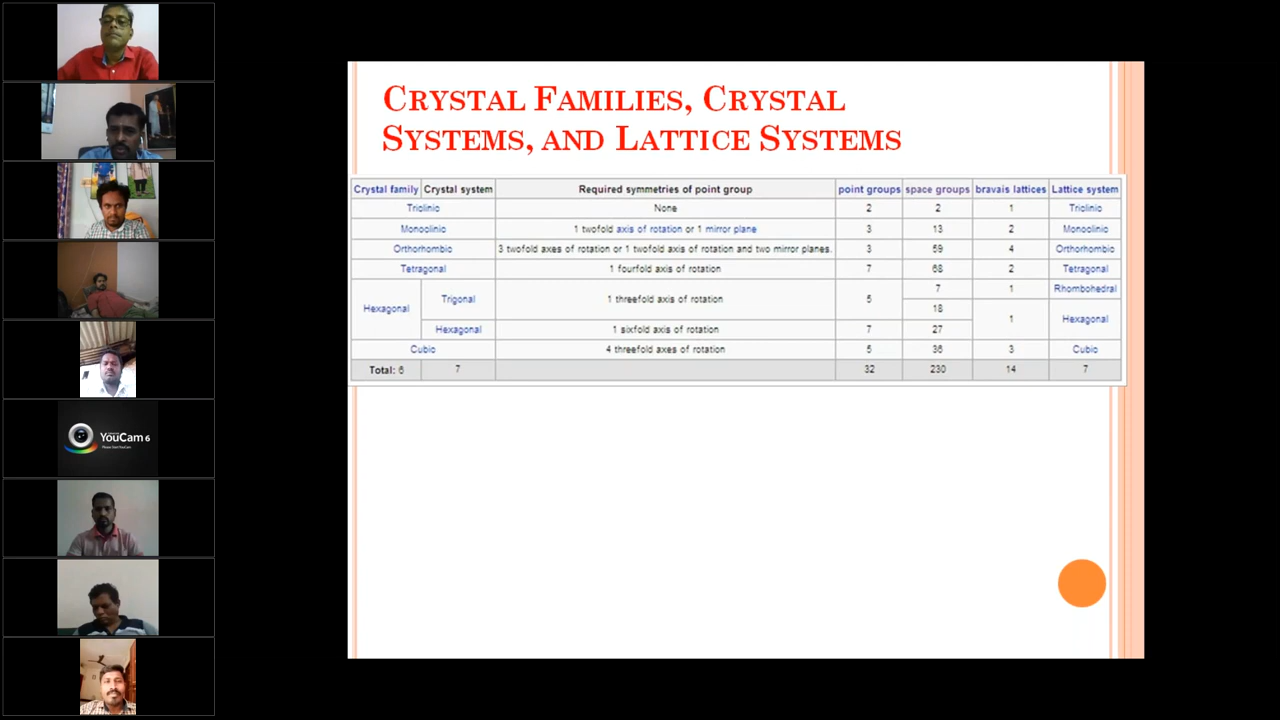 CRYSTAL FAMILIES, CRYSTAL
SYSTEMS, AND LATTICE SYSTEMS
Crystal family Crystal system Required symmetries of point group point groups space groups bravais lattices Lattice system
Triclinic None 2 2 1 Triclinic
Monoclinic 1 twofold axis of rotation or 1 mirror plane 3 13 2 Monoclinic
Orthorhombic 3 twofold axes of rotation or 1 twofold axis of rotation and two mirror planes. 3 59 4 Orthorhombic
Tetragonal 1 fourfold axis of rotation 7 68 2 Tetragonal
Hexagonal Trigonal 1 threefold axis of rotation 5 7 1 Rhombohedral
18 1 Hexagonal
Hexagonal 1 sixfold axis of rotation 7 27
Cubic 4 threefold axes of rotation 5 36 3 Cubic
Total: 6 7 32 230 14 7
YouCam 6